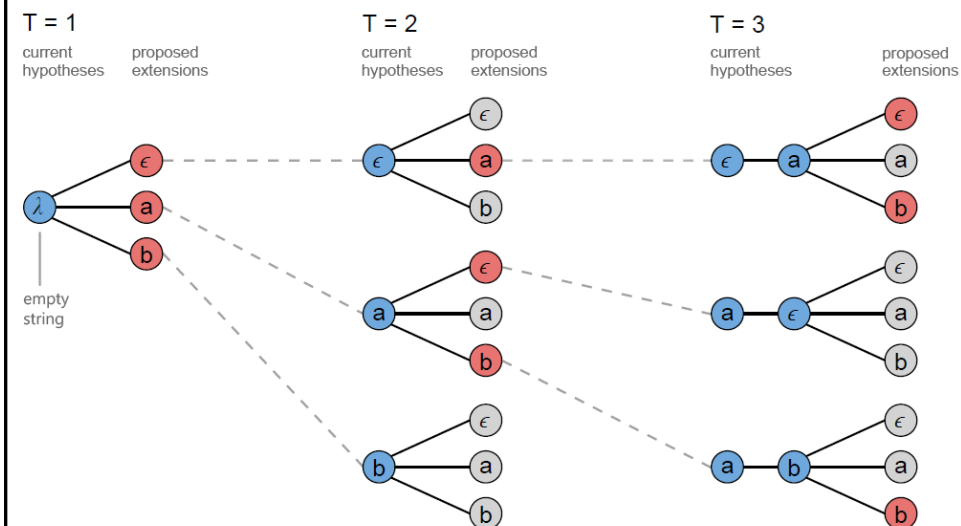 T = 1
T = 2
T = 3
current hypotheses
proposed extensions
current hypotheses
proposed extensions
current hypotheses
proposed extensions
λ
ϵ
a
b
empty string
ϵ
ϵ
a
b
a
ϵ
a
b
b
ϵ
a
b
ϵ
a
ϵ
a
b
a
ϵ
ϵ
a
b
a
b
ϵ
a
b